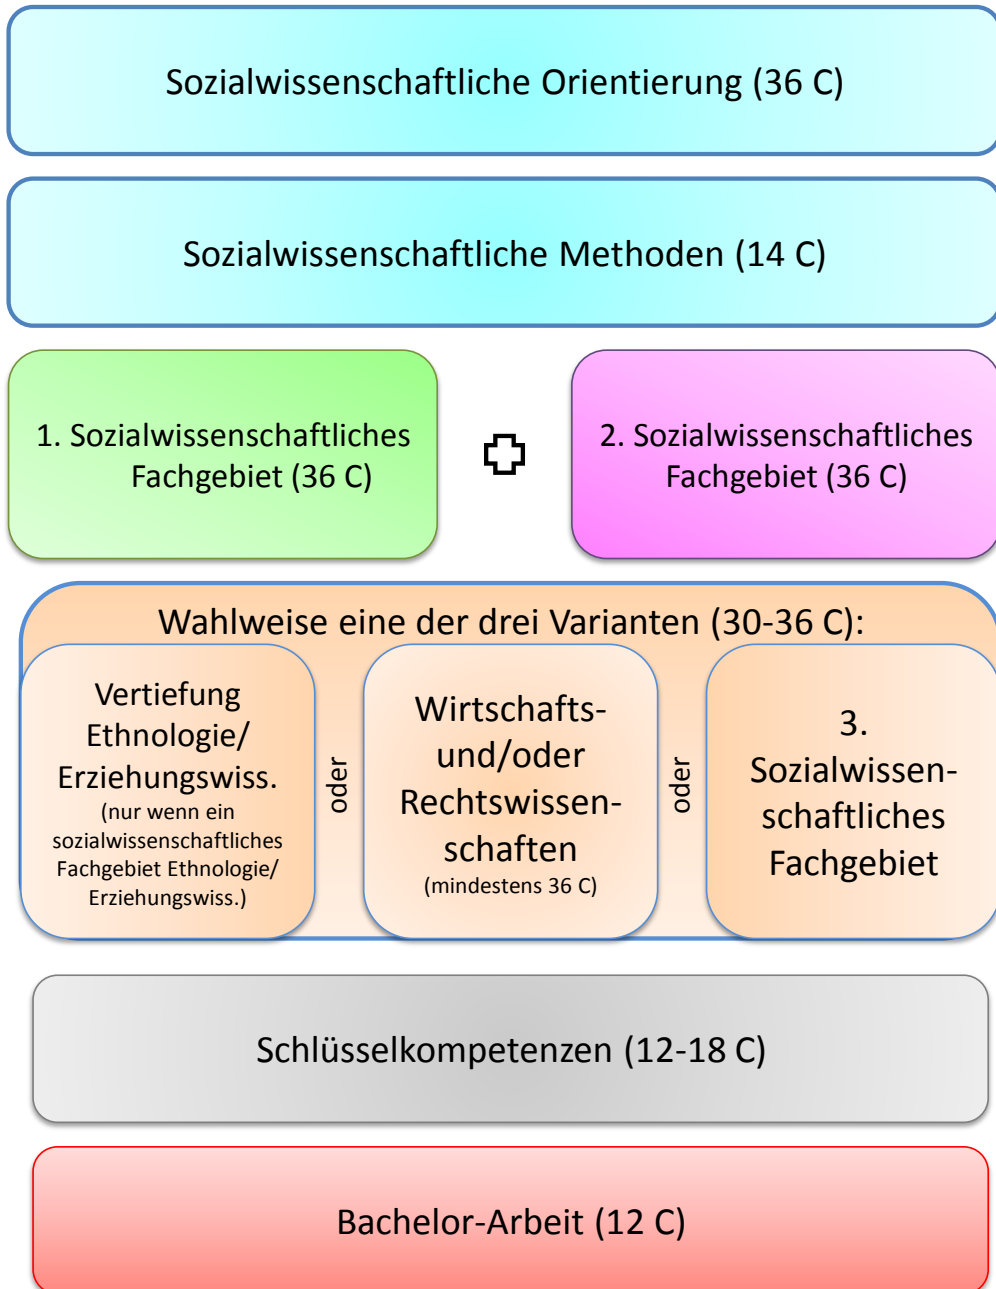 Sozialwissenschaftliche Orientierung (36 C)
Sozialwissenschaftliche Methoden (14 C)
1. Sozialwissenschaftliches
Fachgebiet (36 C)
2. Sozialwissenschaftliches
Fachgebiet (36 C)
Wahlweise eine der drei Varianten (30-36 C):
Vertiefung
Ethnologie/
Erziehungswiss.
(nur wenn ein
sozialwissenschaftliches
Fachgebiet Ethnologie/
Erziehungswiss.)
oder
Wirtschafts-
und/oder
Rechtswissen-
schaften
(mindestens 36 C)
oder
3.
Sozialwissen-
schaftliches
Fachgebiet
Schlüsselkompetenzen (12-18 C)
Bachelor-Arbeit (12 C)